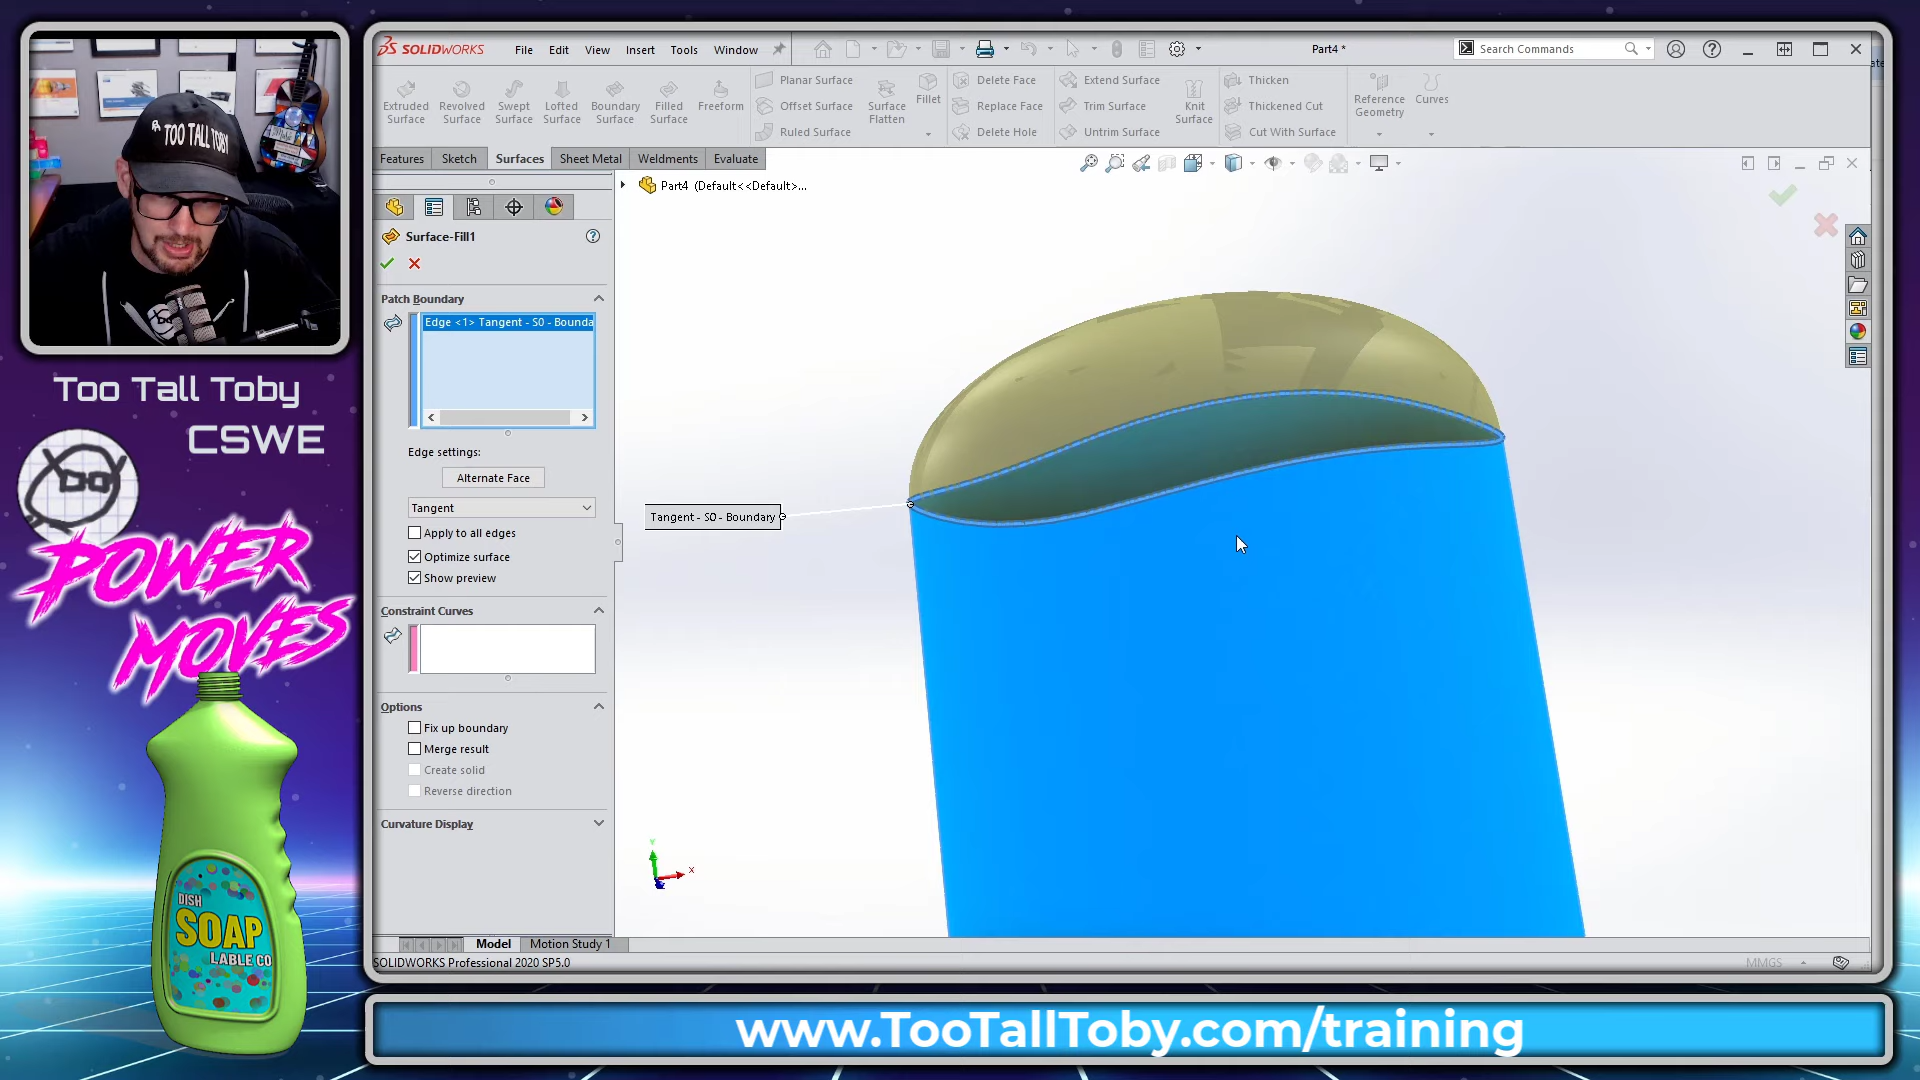 TOO TALL TOBY
Too Tall Toby
CSWE
POWER
MOVES
DISH
SOAP
LABLE CO
SOLIDWORKS
File
Edit
View
Insert
Tools
Window
Part4 *
Search Commands
Extruded Surface
Revolved Surface
Swept Surface
Lofted Surface
Boundary Surface
Filled Surface
Freeform
Planar Surface
Offset Surface
Ruled Surface
Surface Flatten
Fillet
Delete Face
Replace Face
Delete Hole
Extend Surface
Trim Surface
Untrim Surface
Knit Surface
Thicken
Thickened Cut
Cut With Surface
Reference Geometry
Curves
Features
Sketch
Surfaces
Sheet Metal
Weldments
Evaluate
Part4 (Default<<Default>...
Surface-Fill1
Patch Boundary
Edge <1> Tangent - S0 - Bounda
Edge settings:
Alternate Face
Tangent
Apply to all edges
Optimize surface
Show preview
Constraint Curves
Options
Fix up boundary
Merge result
Create solid
Reverse direction
Curvature Display
Tangent - S0 - Boundary
Y
X
Model
Motion Study 1
SOLIDWORKS Professional 2020 SP5.0
MMGS
www.TooTallToby.com/training